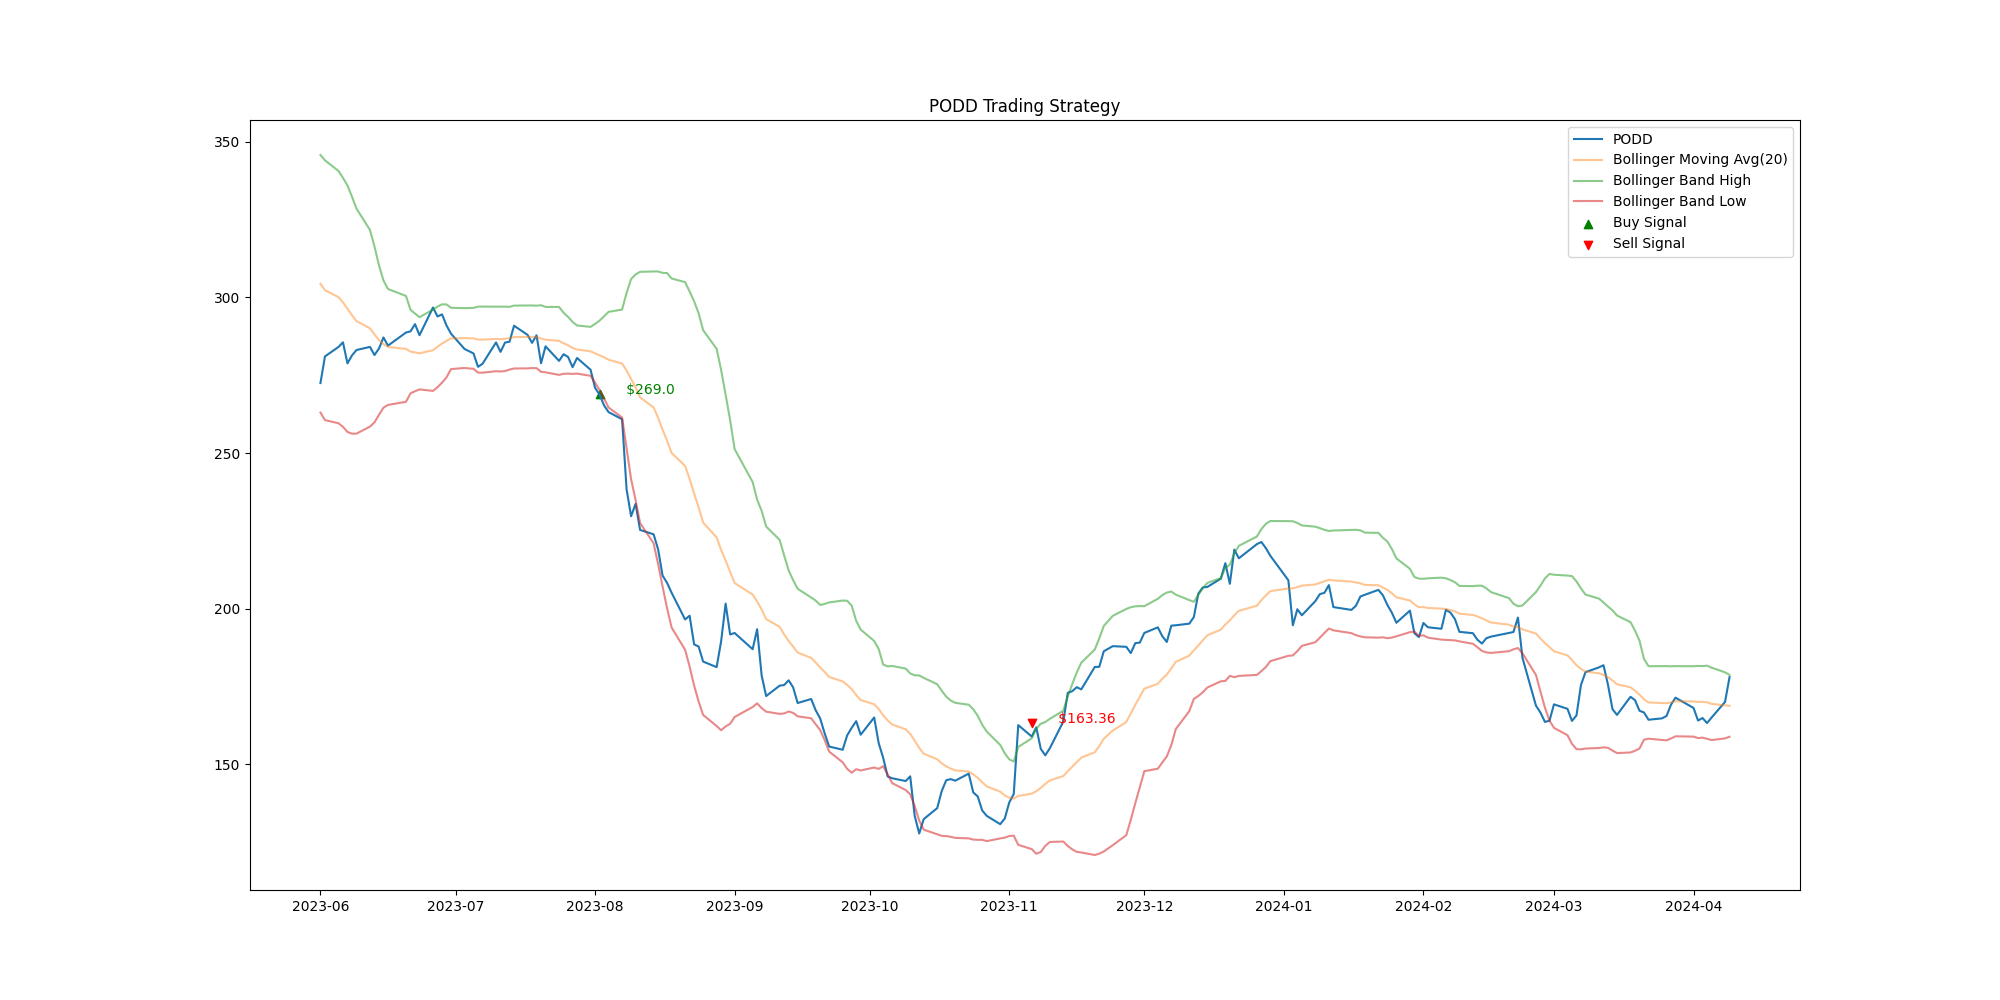 PODD Trading Strategy
350
300
250
200
150
PODD
Bollinger Moving Avg(20)
Bollinger Band High
Bollinger Band Low
Buy Signal
Sell Signal
$269.0
$163.36
2023-06 2023-07 2023-08 2023-09 2023-10 2023-11 2023-12 2024-01 2024-02 2024-03 2024-04